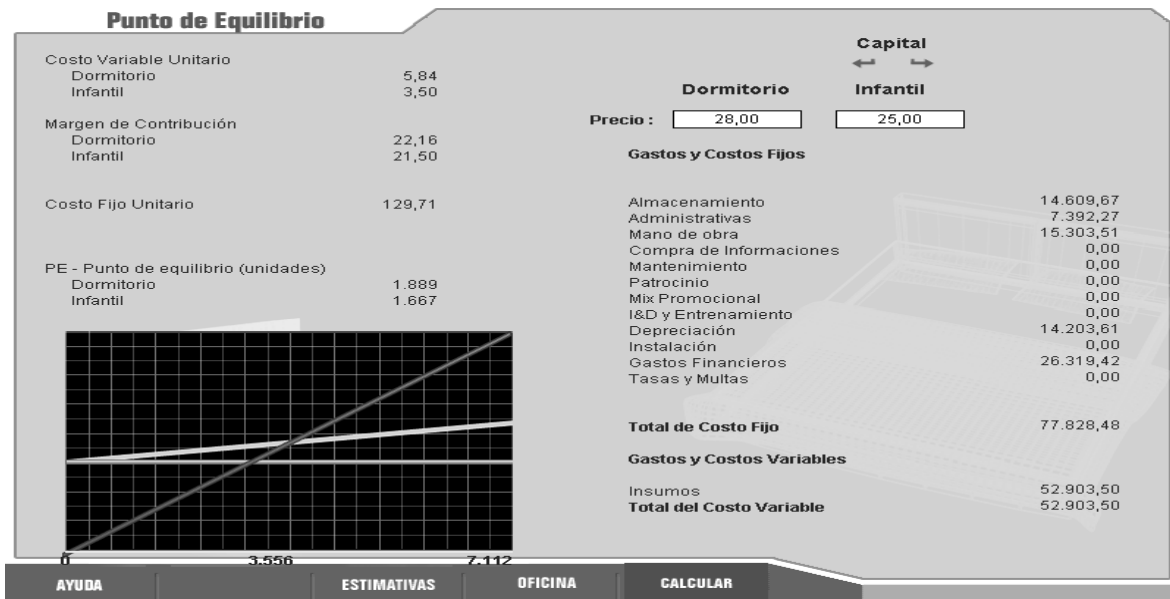 Punto de Equilibrio
Costo Variable Unitario
Dormitorio 5,84
Infantil 3,50
Margen de Contribución
Dormitorio 22,16
Infantil 21,50
Costo Fijo Unitario 129,71
PE - Punto de equilibrio (unidades)
Dormitorio 1.889
Infantil 1.667
0 3.556 7.112
Capital
Dormitorio Infantil
Precio : 28,00 25,00
Gastos y Costos Fijos
Almacenamiento 14.609,67
Administrativas 7.392,27
Mano de obra 15.303,51
Compra de Informaciones 0,00
Mantenimiento 0,00
Patrocinio 0,00
Mix Promocional 0,00
I&D y Entrenamiento 0,00
Depreciación 14.203,61
Instalación 0,00
Gastos Financieros 26.319,42
Tasas y Multas 0,00
Total de Costo Fijo 77.828,48
Gastos y Costos Variables
Insumos 52.903,50
Total del Costo Variable 52.903,50
AYUDA ESTIMATIVAS OFICINA CALCULAR